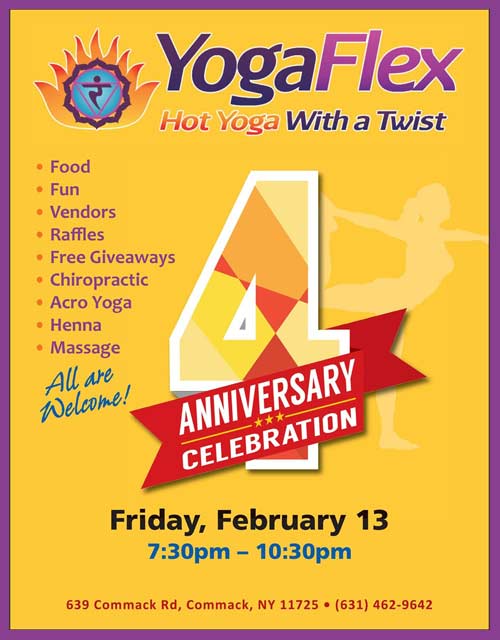 YogaFlex
Hot Yoga With a Twist
• Food
• Fun
• Vendors
• Raffles
• Free Giveaways
• Chiropractic
• Acro Yoga
• Henna
• Massage
All are
Welcome!
4
ANNIVERSARY
CELEBRATION
Friday, February 13
7:30pm – 10:30pm
639 Commack Rd, Commack, NY 11725 • (631) 462-9642